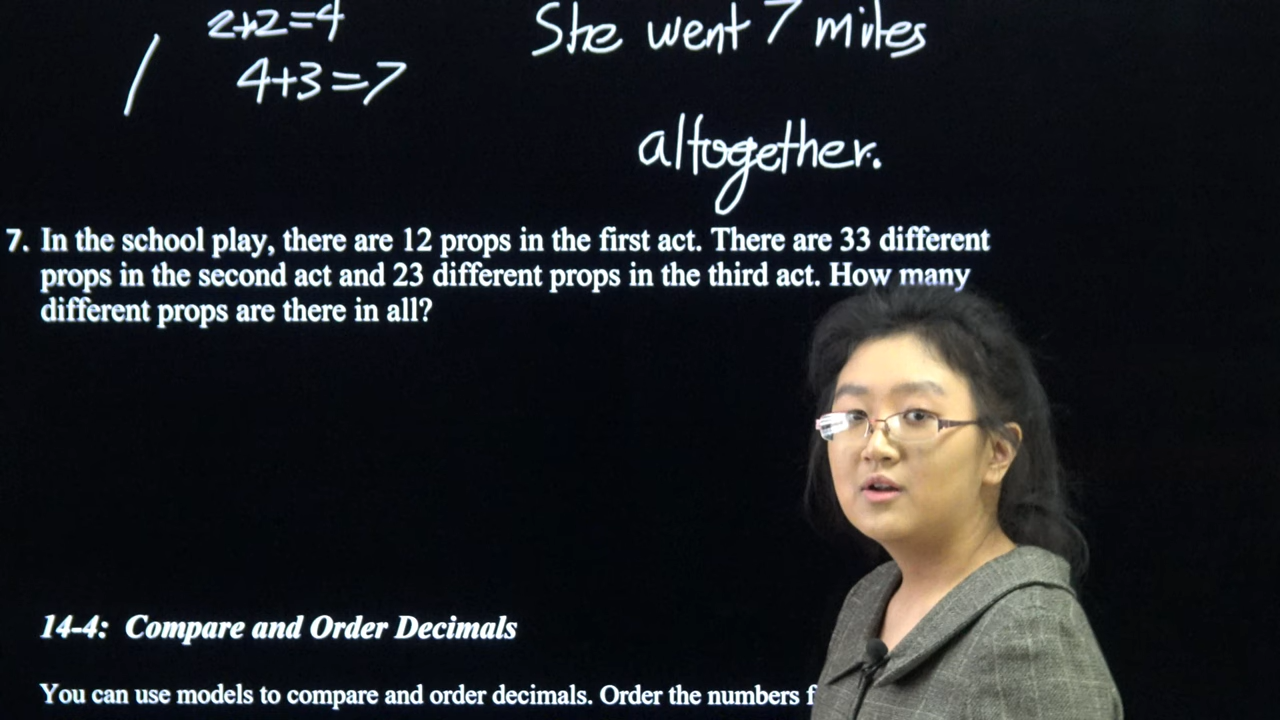 2+2=4
She went 7 miles
4+3=7
altogether.
7. In the school play, there are 12 props in the first act. There are 33 different
props in the second act and 23 different props in the third act. How many
different props are there in all?
14-4: Compare and Order Decimals
You can use models to compare and order decimals. Order the numbers f